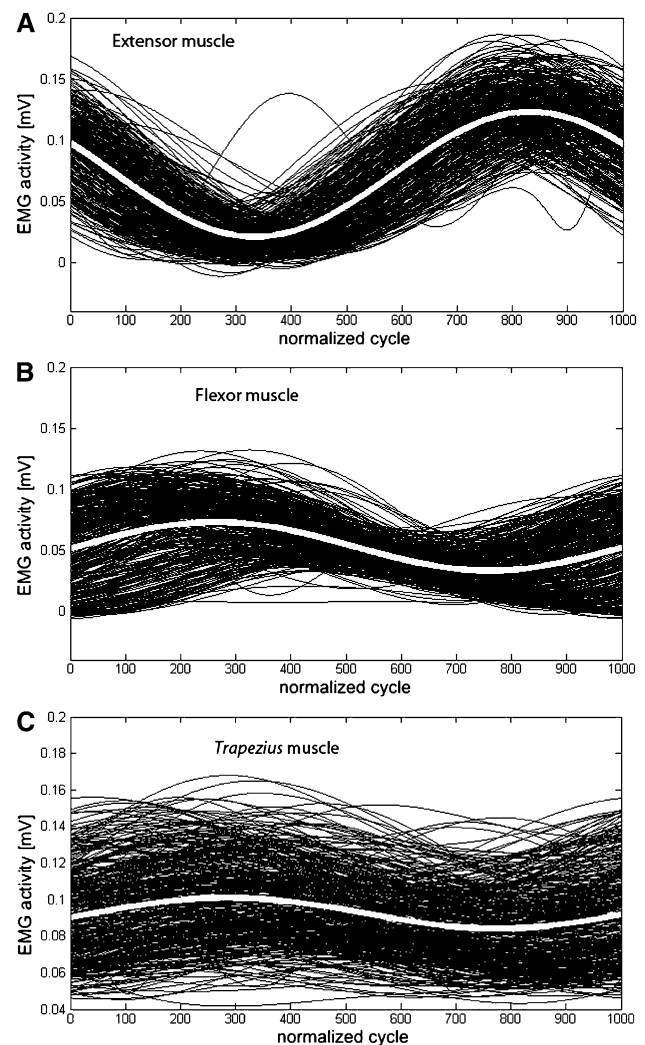 A
Extensor muscle
EMG activity [mV]
0.2
0.15
0.1
0.05
0
0 100 200 300 400 500 600 700 800 900 1000
normalized cycle
B
Flexor muscle
EMG activity [mV]
0.2
0.15
0.1
0.05
0
0 100 200 300 400 500 600 700 800 900 1000
normalized cycle
C
Trapezius muscle
EMG activity [mV]
0.2
0.18
0.16
0.14
0.12
0.1
0.08
0.06
0.04
0 100 200 300 400 500 600 700 800 900 1000
normalized cycle